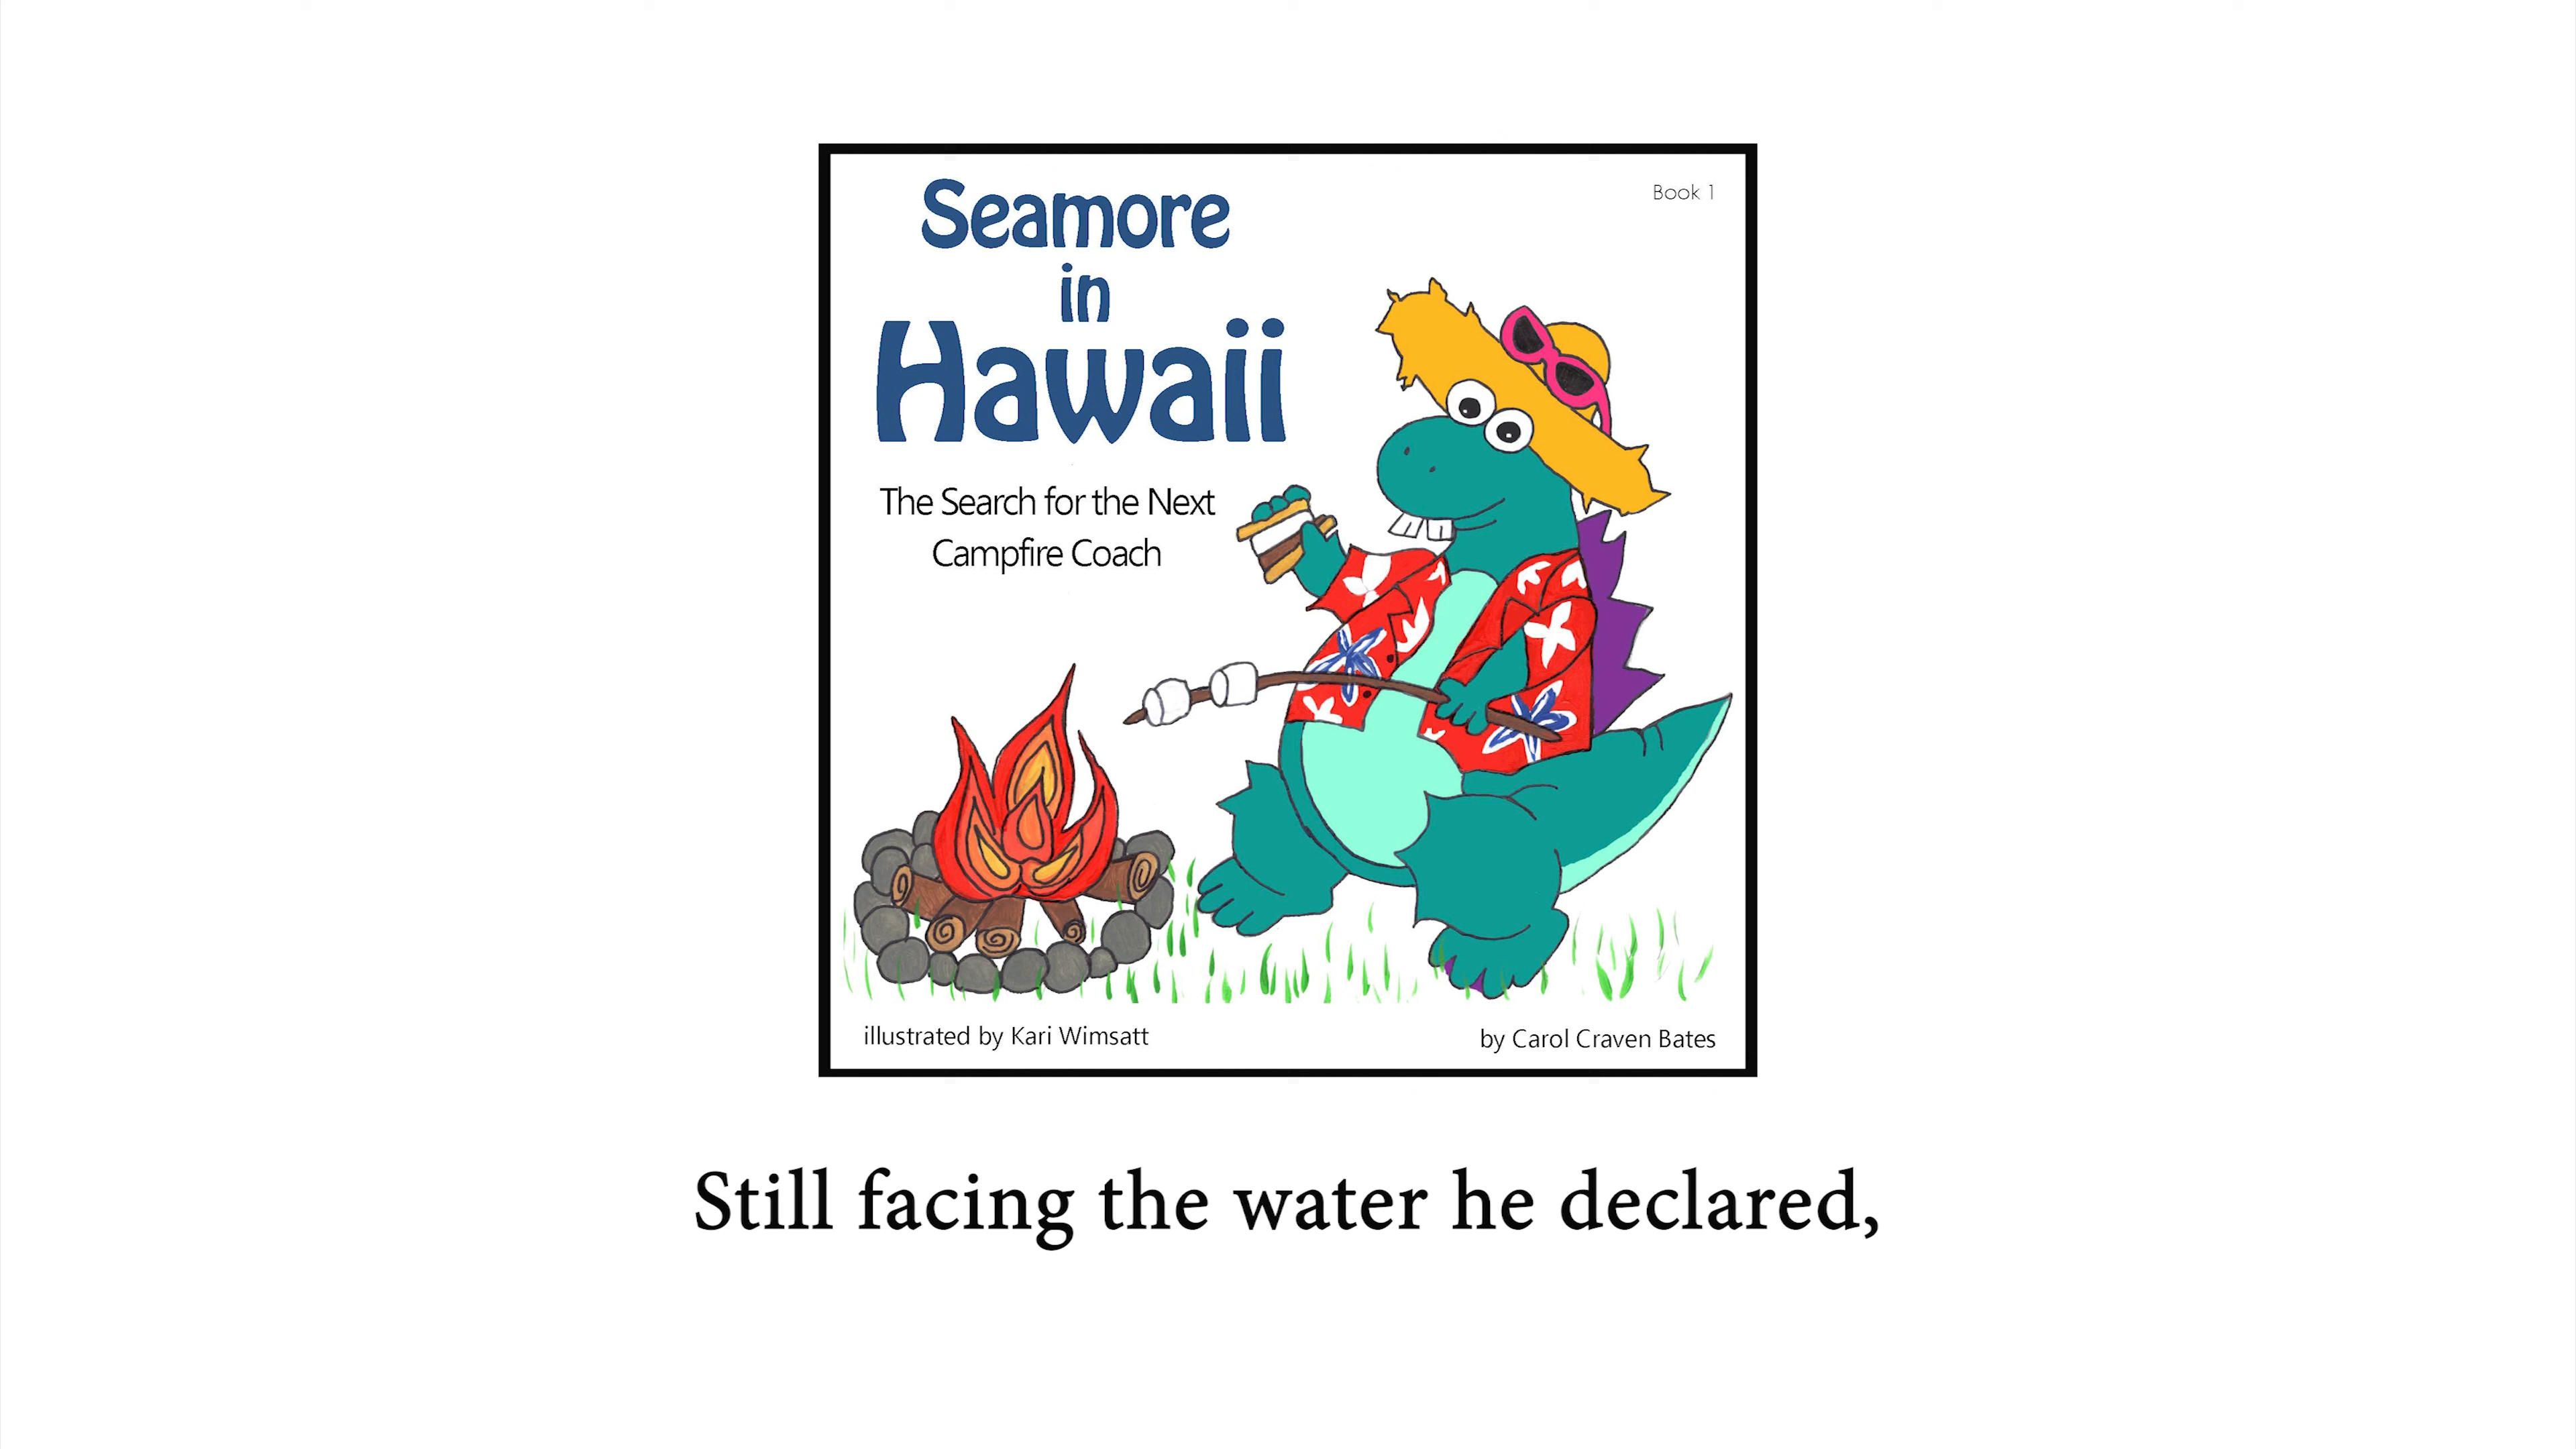 Seamore
in
Hawaii
Book 1
The Search for the Next
Campfire Coach
illustrated by Kari Wimsatt
by Carol Craven Bates
Still facing the water he declared,